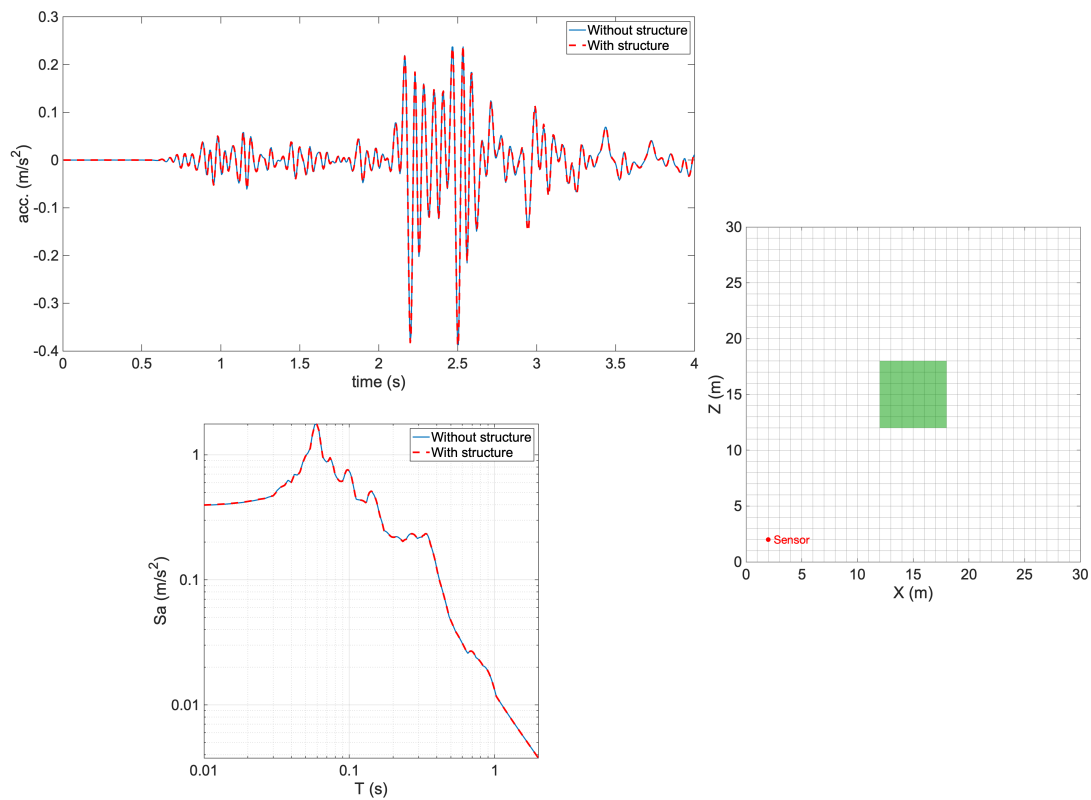 0.3
0.2
0.1
0
-0.1
-0.2
-0.3
-0.4
acc. (m/s2)
0 0.5 1 1.5 2 2.5 3 3.5 4
time (s)
Without structure
With structure
1
0.1
0.01
Sa (m/s2)
0.01 0.1 1
T (s)
Without structure
With structure
30
25
20
15
10
5
0
Z (m)
Sensor
0 5 10 15 20 25 30
X (m)